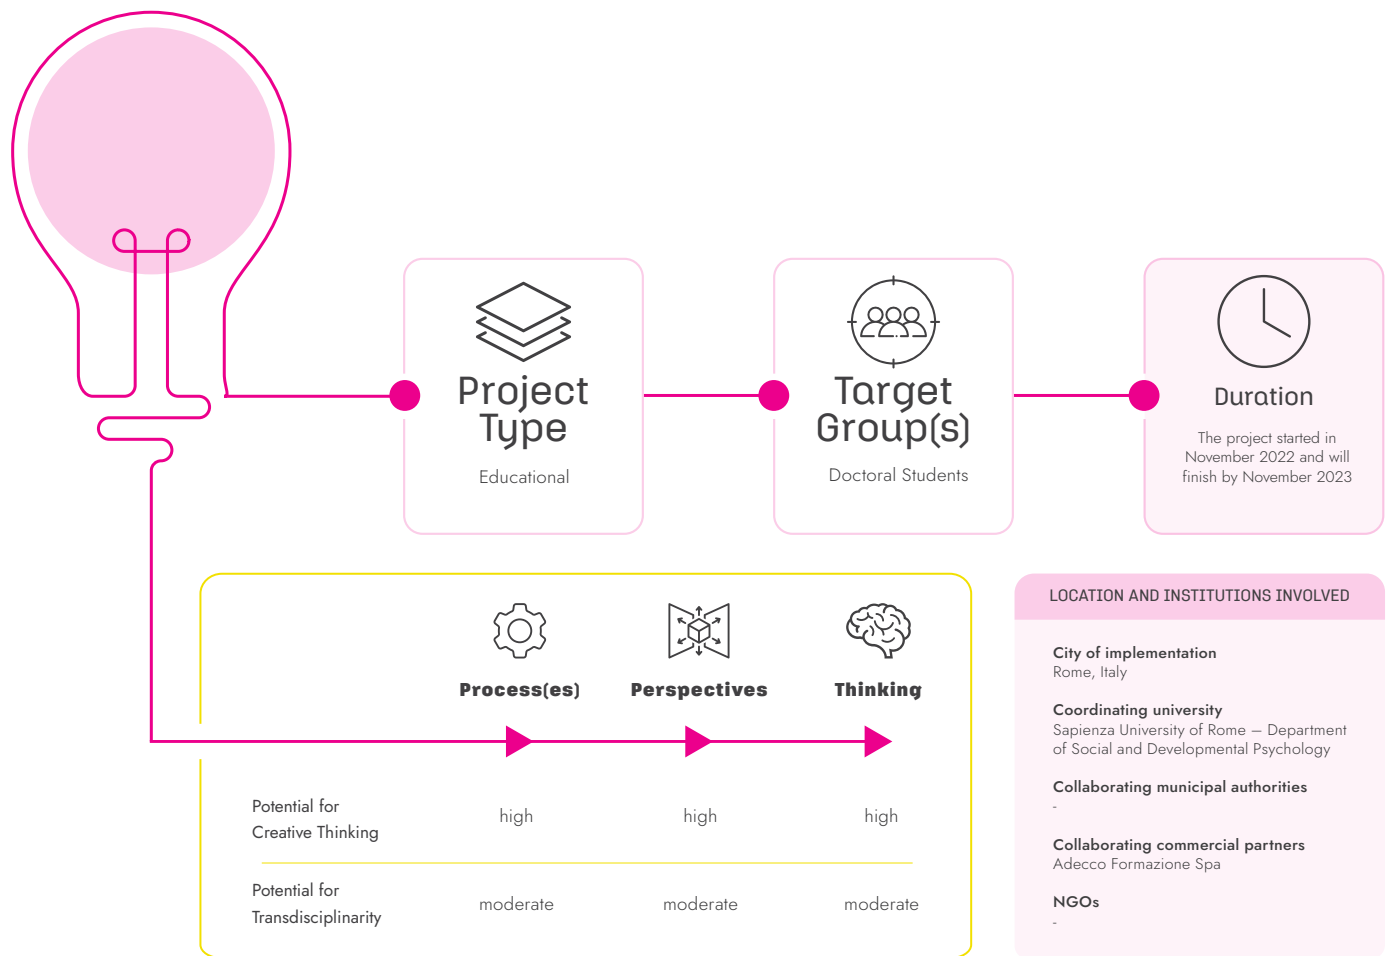 Project
Type
Educational
Target
Group(s)
Doctoral Students
Duration
The project started in
November 2022 and will
finish by November 2023
Process(es)
Perspectives
Thinking
Potential for
Creative Thinking
high
high
high
Potential for
Transdisciplinarity
moderate
moderate
moderate
LOCATION AND INSTITUTIONS INVOLVED
City of implementation
Rome, Italy
Coordinating university
Sapienza University of Rome – Department
of Social and Developmental Psychology
Collaborating municipal authorities
-
Collaborating commercial partners
Adecco Formazione Spa
NGOs
-